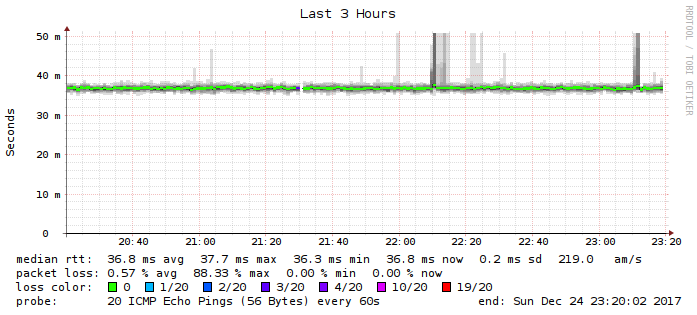 Last 3 Hours
RRDTOOL / TOBI OETIKER
Seconds
50 m
40 m
30 m
20 m
10 m
0
20:40 21:00 21:20 21:40 22:00 22:20 22:40 23:00 23:20
median rtt: 36.8 ms avg 37.7 ms max 36.3 ms min 36.8 ms now 0.2 ms sd 219.0 am/s
packet loss: 0.57 % avg 88.33 % max 0.00 % min 0.00 % now
loss color: 0 1/20 2/20 3/20 4/20 10/20 19/20
probe: 20 ICMP Echo Pings (56 Bytes) every 60s end: Sun Dec 24 23:20:02 2017